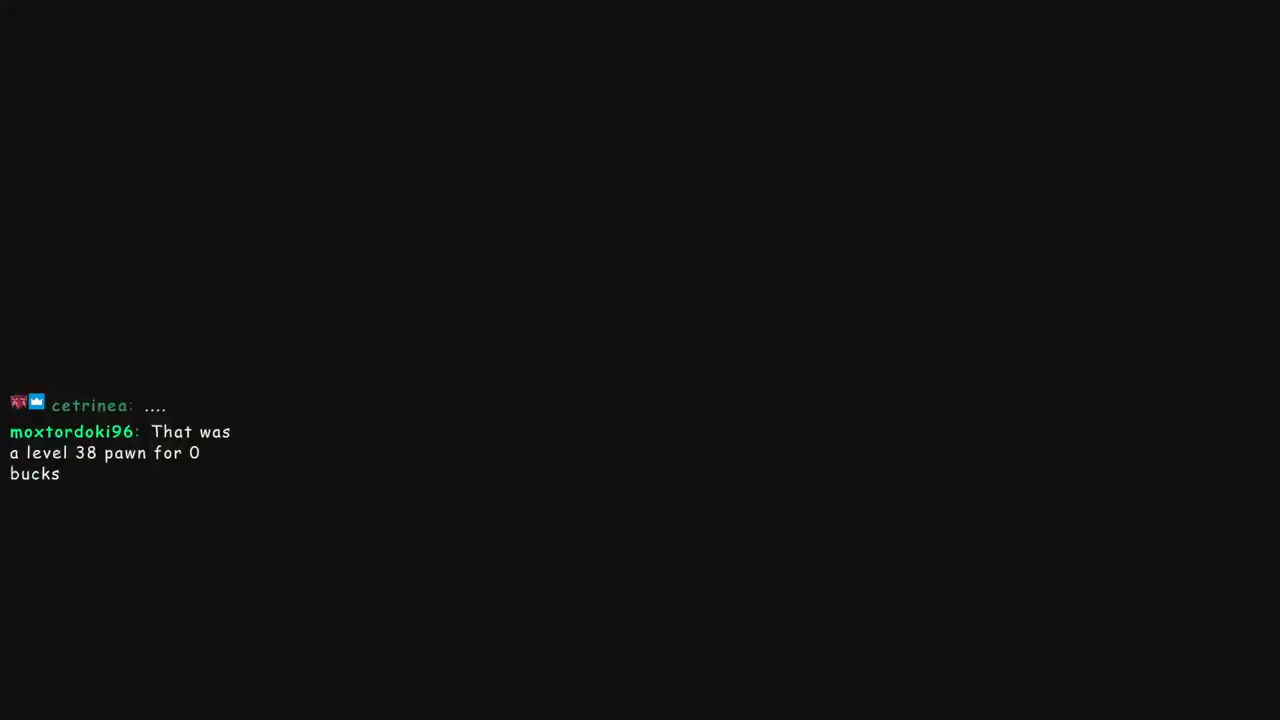 cetrinea: ....
moxtordoki96: That was
a level 38 pawn for 0
bucks